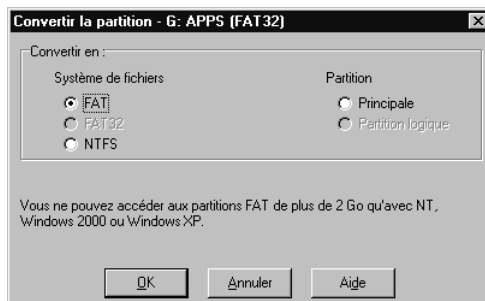 Convertir la partition - G: APPS (FAT32)
Convertir en :
Système de fichiers
Partition
FAT
Principale
FAT32
Partition logique
NTFS
Vous ne pouvez accéder aux partitions FAT de plus de 2 Go qu'avec NT,
Windows 2000 ou Windows XP.
OK
Annuler
Aide